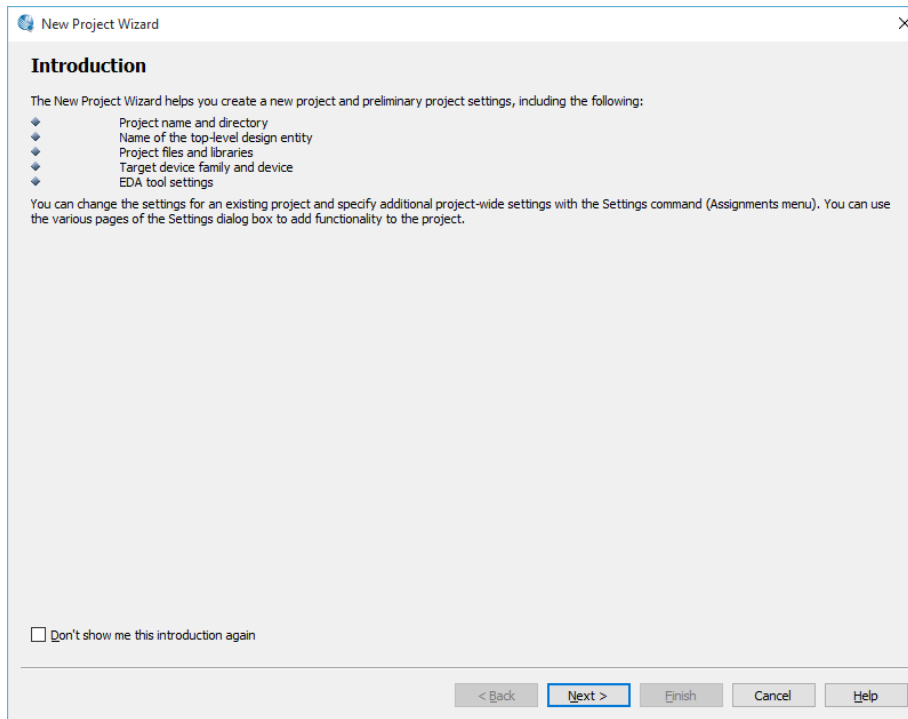 New Project Wizard
Introduction
The New Project Wizard helps you create a new project and preliminary project settings, including the following:
Project name and directory
Name of the top-level design entity
Project files and libraries
Target device family and device
EDA tool settings
You can change the settings for an existing project and specify additional project-wide settings with the Settings command (Assignments menu). You can use
the various pages of the Settings dialog box to add functionality to the project.
Don't show me this introduction again
< Back Next > Finish Cancel Help